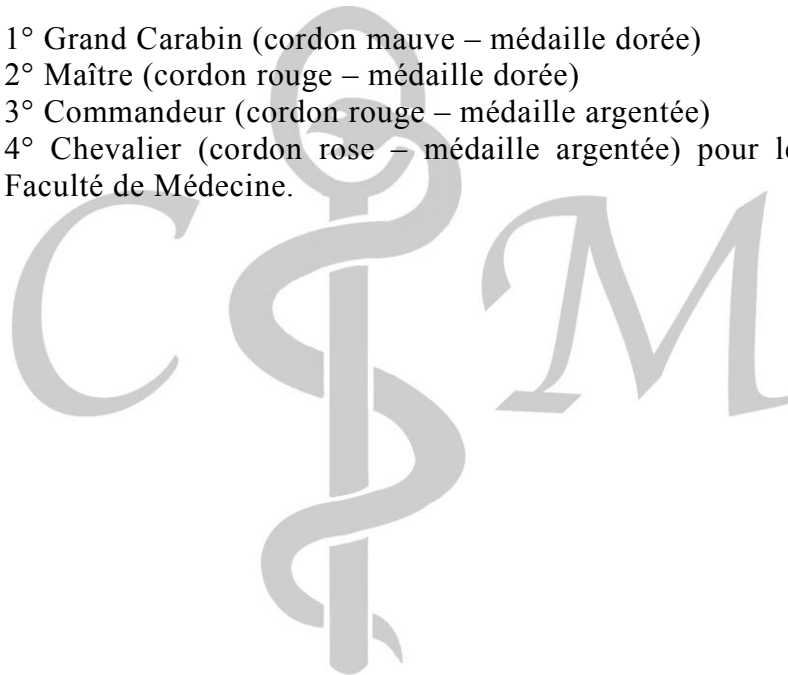 1° Grand Carabin (cordon mauve – médaille dorée)
2° Maître (cordon rouge – médaille dorée)
3° Commandeur (cordon rouge – médaille argentée)
4° Chevalier (cordon rose – médaille argentée) pour
Faculté de Médecine.
C M